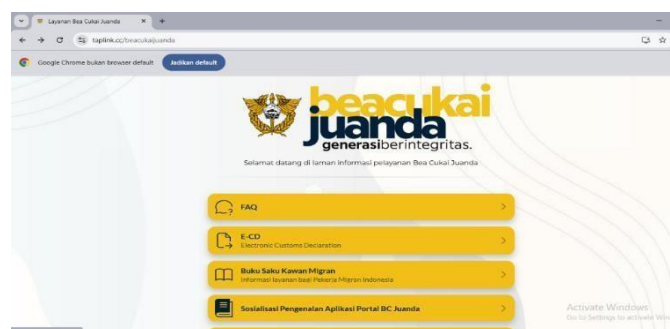 Layanan Bea Cukai Juanda
taplink.cc/beacukaijuanda
Google Chrome bukan browser default Jadikan default
beacukai
juanda
generasiberintegritas.
Selamat datang di laman informasi pelayanan Bea Cukai Juanda
FAQ
E-CD
Electronic Customs Declaration
Buku Saku Kawan Migran
Informasi layanan bagi Pekerja Migran Indonesia
Sosialisasi Pengenalan Aplikasi Portal BC Juanda
Activate Windows
Go to Settings to activate Win